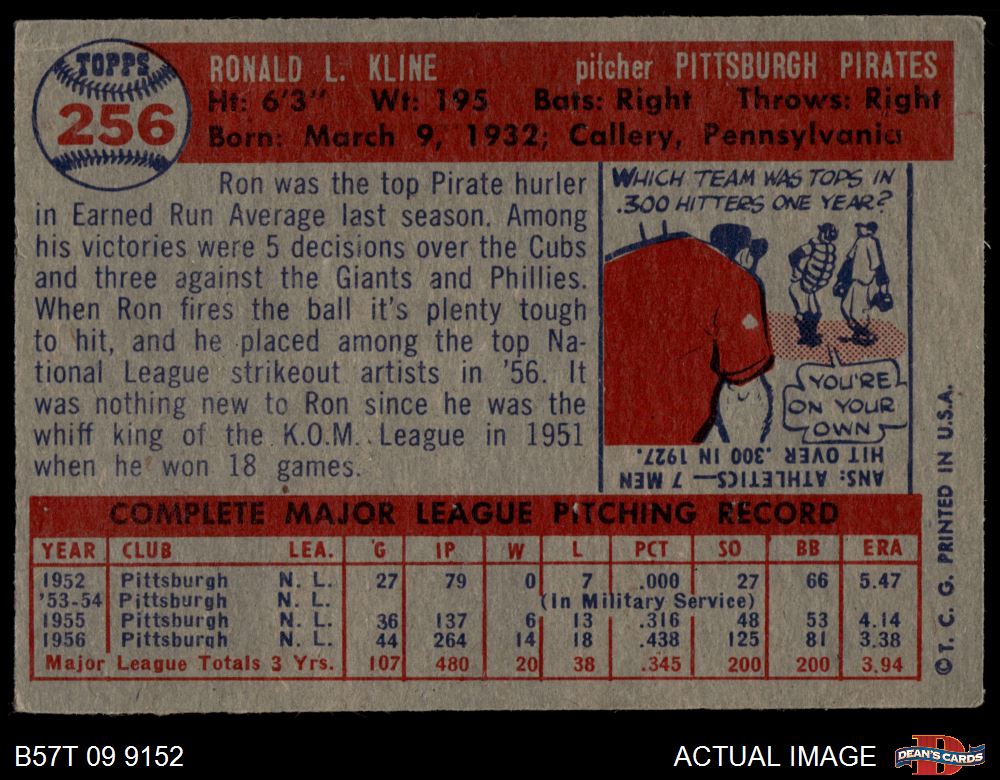 TOPPS
256
RONALD L. KLINE pitcher PITTSBURGH PIRATES
Ht: 6'3" Wt: 195 Bats: Right Throws: Right
Born: March 9, 1932; Callery, Pennsylvania
Ron was the top Pirate hurler
in Earned Run Average last season. Among
his victories were 5 decisions over the Cubs
and three against the Giants and Phillies.
When Ron fires the ball it's plenty tough
to hit, and he placed among the top Na-
tional League strikeout artists in '56. It
was nothing new to Ron since he was the
whiff king of the K.O.M. League in 1951
when he won 18 games.
WHICH TEAM WAS TOPS IN
.300 HITTERS ONE YEAR?
YOU'RE
ON YOUR
OWN
ANS: ATHLETICS—7 MEN
HIT OVER .300 IN 1927.
COMPLETE MAJOR LEAGUE PITCHING RECORD
YEAR CLUB LEA. G IP W L PCT SO BB ERA
1952 Pittsburgh N. L. 27 79 0 7 .000 27 66 5.47
'53-54 Pittsburgh N. L. (In Military Service)
1955 Pittsburgh N. L. 36 137 6 13 .316 48 53 4.14
1956 Pittsburgh N. L. 44 264 14 18 .438 125 81 3.38
Major League Totals 3 Yrs. 107 480 20 38 .345 200 200 3.94
©T. C. G. PRINTED IN U.S.A.
B57T 09 9152 ACTUAL IMAGE
DEAN'S CARDS